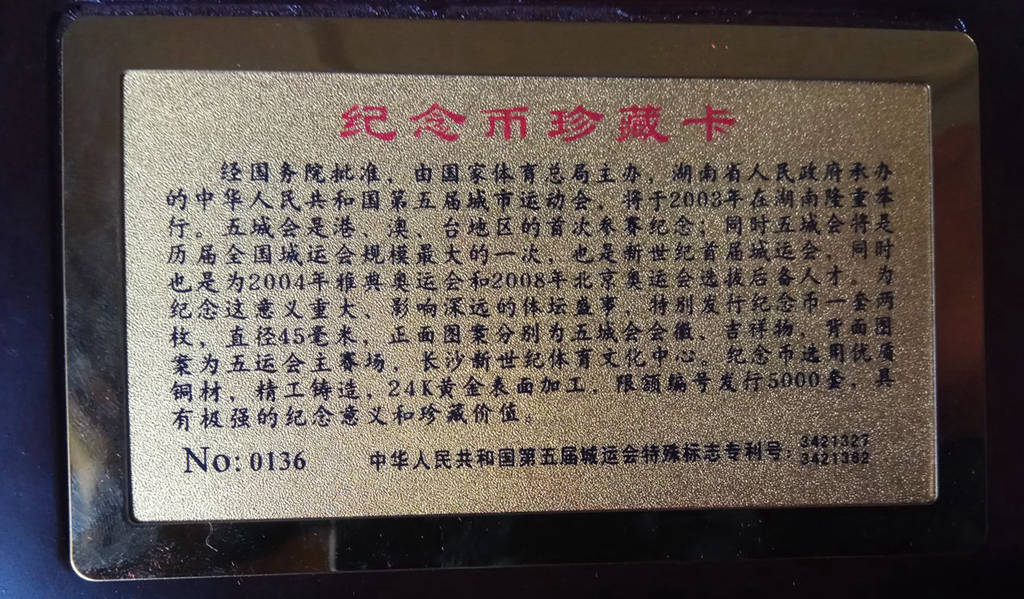 纪念币珍藏卡
经国务院批准，由国家体育总局主办，湖南省人民政府承办
的中华人民共和国第五届城市运动会，将于2003年在湖南隆重举
行。五城会是港、澳、台地区的首次参赛纪念；同时五城会将是
历届全国城运会规模最大的一次，也是新世纪首届城运会，同时
也是为2004年雅典奥运会和2008年北京奥运会选拔后备人才。为
纪念这意义重大、影响深远的体坛盛事，特别发行纪念币一套两
枚，直径45毫米，正面图案分别为五城会会徽、吉祥物，背面图
案为五运会主赛场，长沙新世纪体育文化中心。纪念币选用优质
铜材，精工铸造，24K黄金表面加工，限额编号发行5000套，具
有极强的纪念意义和珍藏价值。
No: 0136
中华人民共和国第五届城运会特殊标志专利号：3421327
3421362